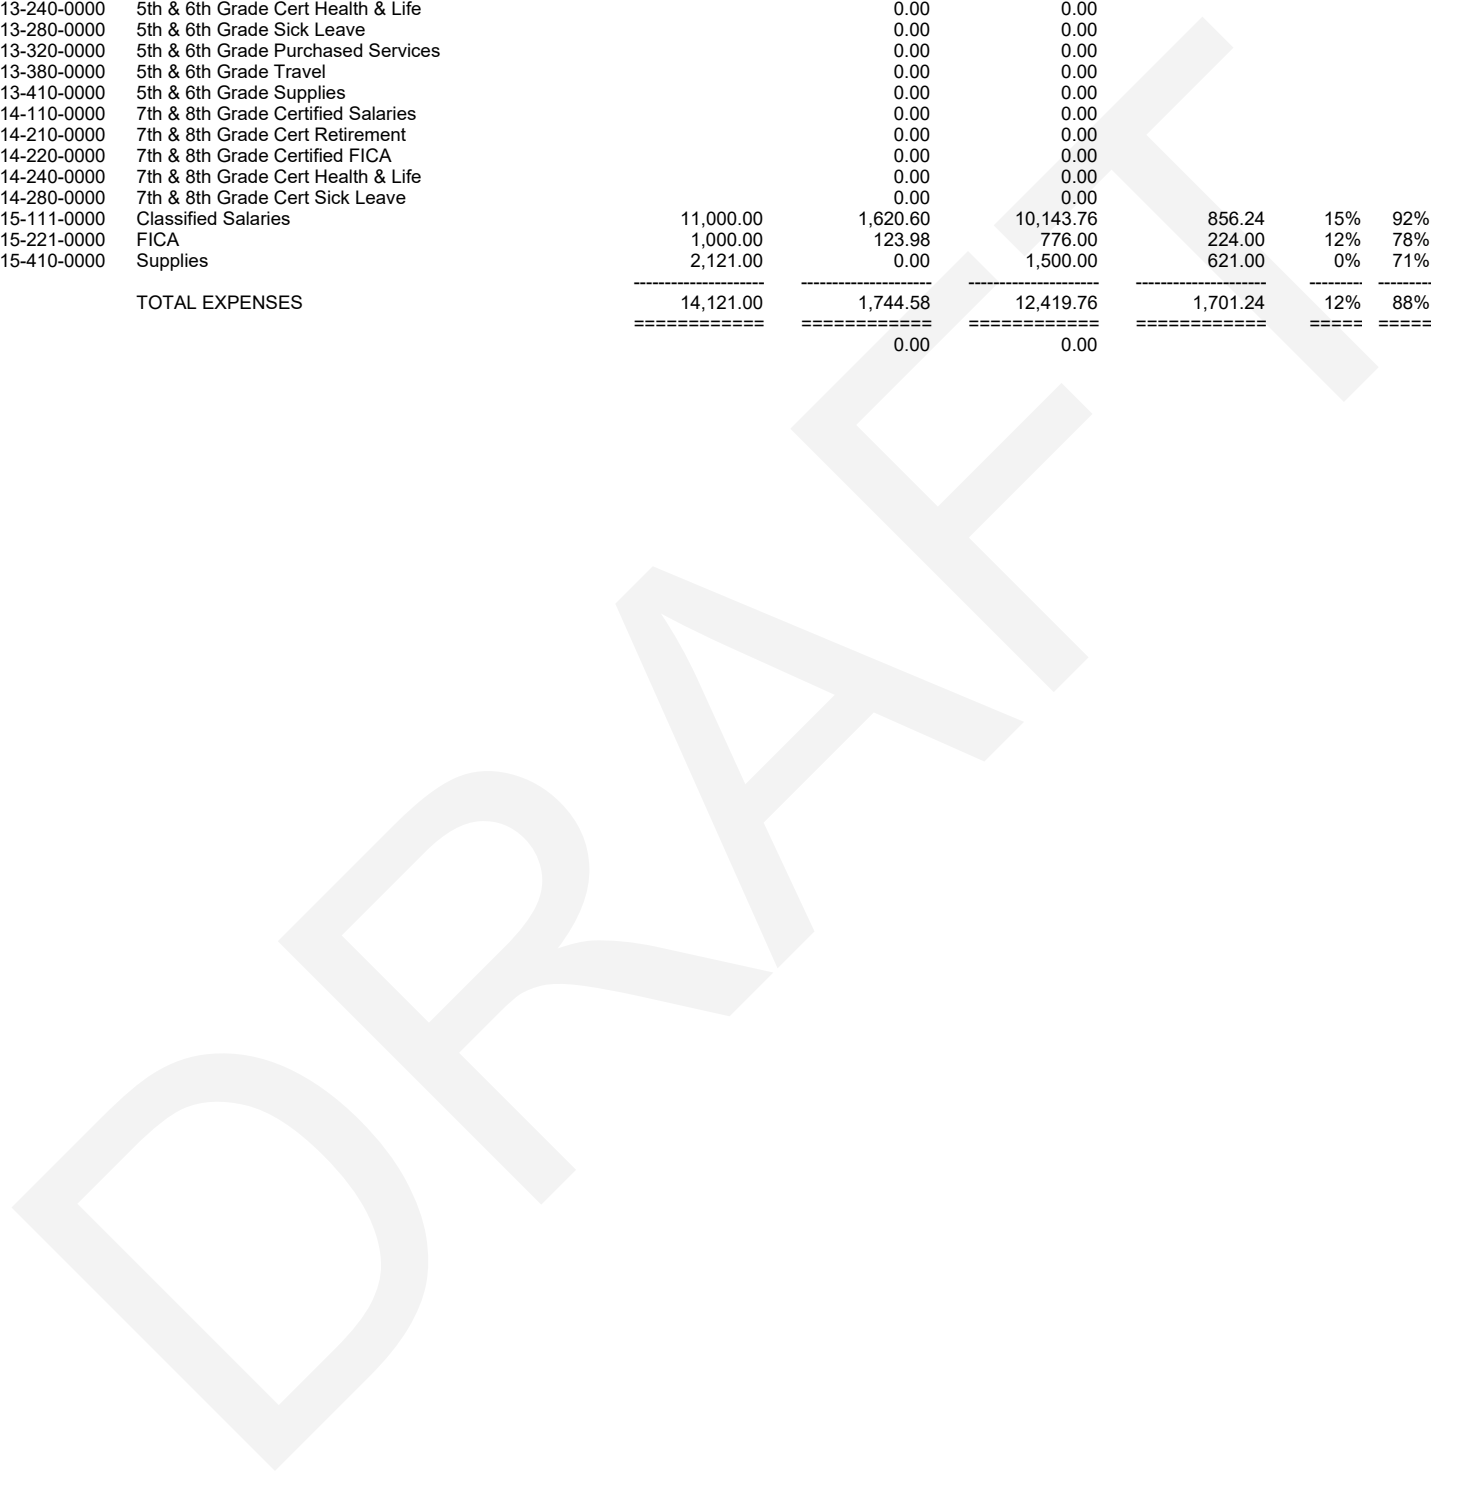 13-240-0000 5th & 6th Grade Cert Health & Life 0.00 0.00
13-280-0000 5th & 6th Grade Sick Leave 0.00 0.00
13-320-0000 5th & 6th Grade Purchased Services 0.00 0.00
13-380-0000 5th & 6th Grade Travel 0.00 0.00
13-410-0000 5th & 6th Grade Supplies 0.00 0.00
14-110-0000 7th & 8th Grade Certified Salaries 0.00 0.00
14-210-0000 7th & 8th Grade Cert Retirement 0.00 0.00
14-220-0000 7th & 8th Grade Certified FICA 0.00 0.00
14-240-0000 7th & 8th Grade Cert Health & Life 0.00 0.00
14-280-0000 7th & 8th Grade Cert Sick Leave 0.00 0.00
15-111-0000 Classified Salaries 11,000.00 1,620.60 10,143.76 856.24 15% 92%
15-221-0000 FICA 1,000.00 123.98 776.00 224.00 12% 78%
15-410-0000 Supplies 2,121.00 0.00 1,500.00 621.00 0% 71%
--------------------- --------------------- --------------------- --------------------- -------- ---------
TOTAL EXPENSES 14,121.00 1,744.58 12,419.76 1,701.24 12% 88%
============ ============ ============ ============ ===== =====
0.00 0.00
DRAFT